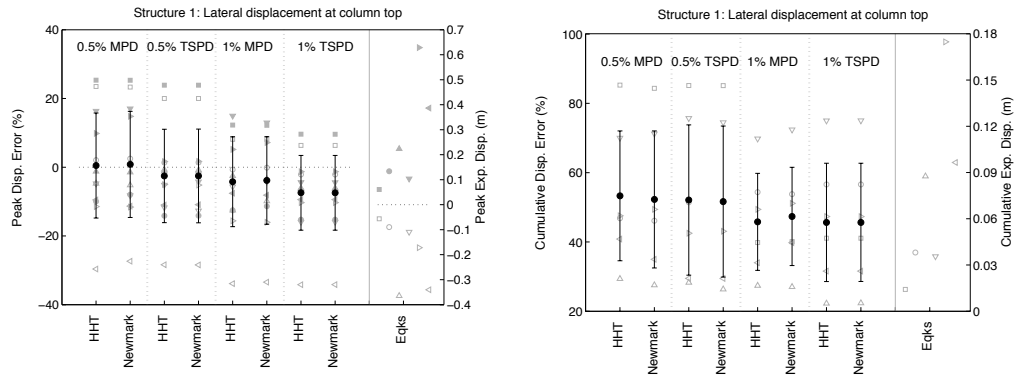 Structure 1: Lateral displacement at column top
40
20
0
−20
−40
Peak Disp. Error (%)
0.5% MPD
0.5% TSPD
1% MPD
1% TSPD
0.7
0.6
0.5
0.4
0.3
0.2
0.1
0
−0.1
−0.2
−0.3
−0.4
Peak Exp. Disp. (m)
HHT
Newmark
HHT
Newmark
HHT
Newmark
HHT
Newmark
Eqks
Structure 1: Lateral displacement at column top
100
80
60
40
20
Cumulative Disp. Error (%)
0.5% MPD
0.5% TSPD
1% MPD
1% TSPD
0.18
0.15
0.12
0.09
0.06
0.03
0
Cumulative Exp. Disp. (m)
HHT
Newmark
HHT
Newmark
HHT
Newmark
HHT
Newmark
Eqks